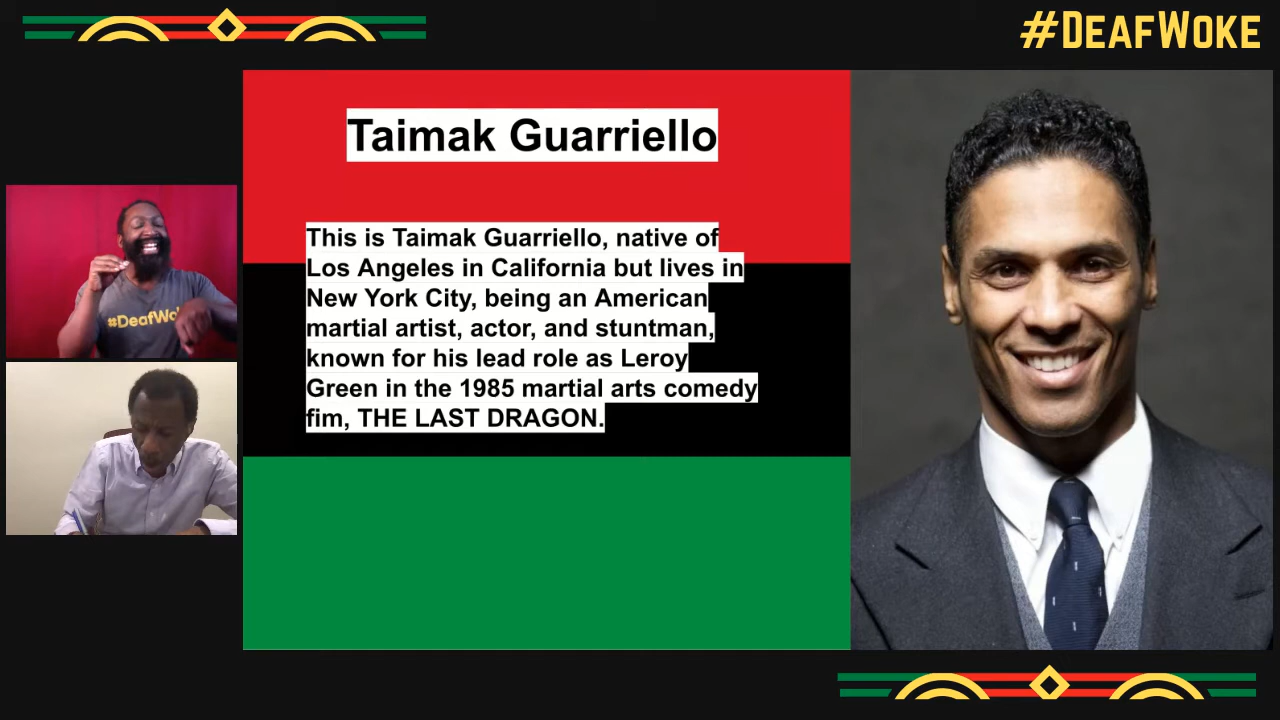 #DEAFWOKE
Taimak Guarriello
This is Taimak Guarriello, native of
Los Angeles in California but lives in
New York City, being an American
martial artist, actor, and stuntman,
known for his lead role as Leroy
Green in the 1985 martial arts comedy
fim, THE LAST DRAGON.